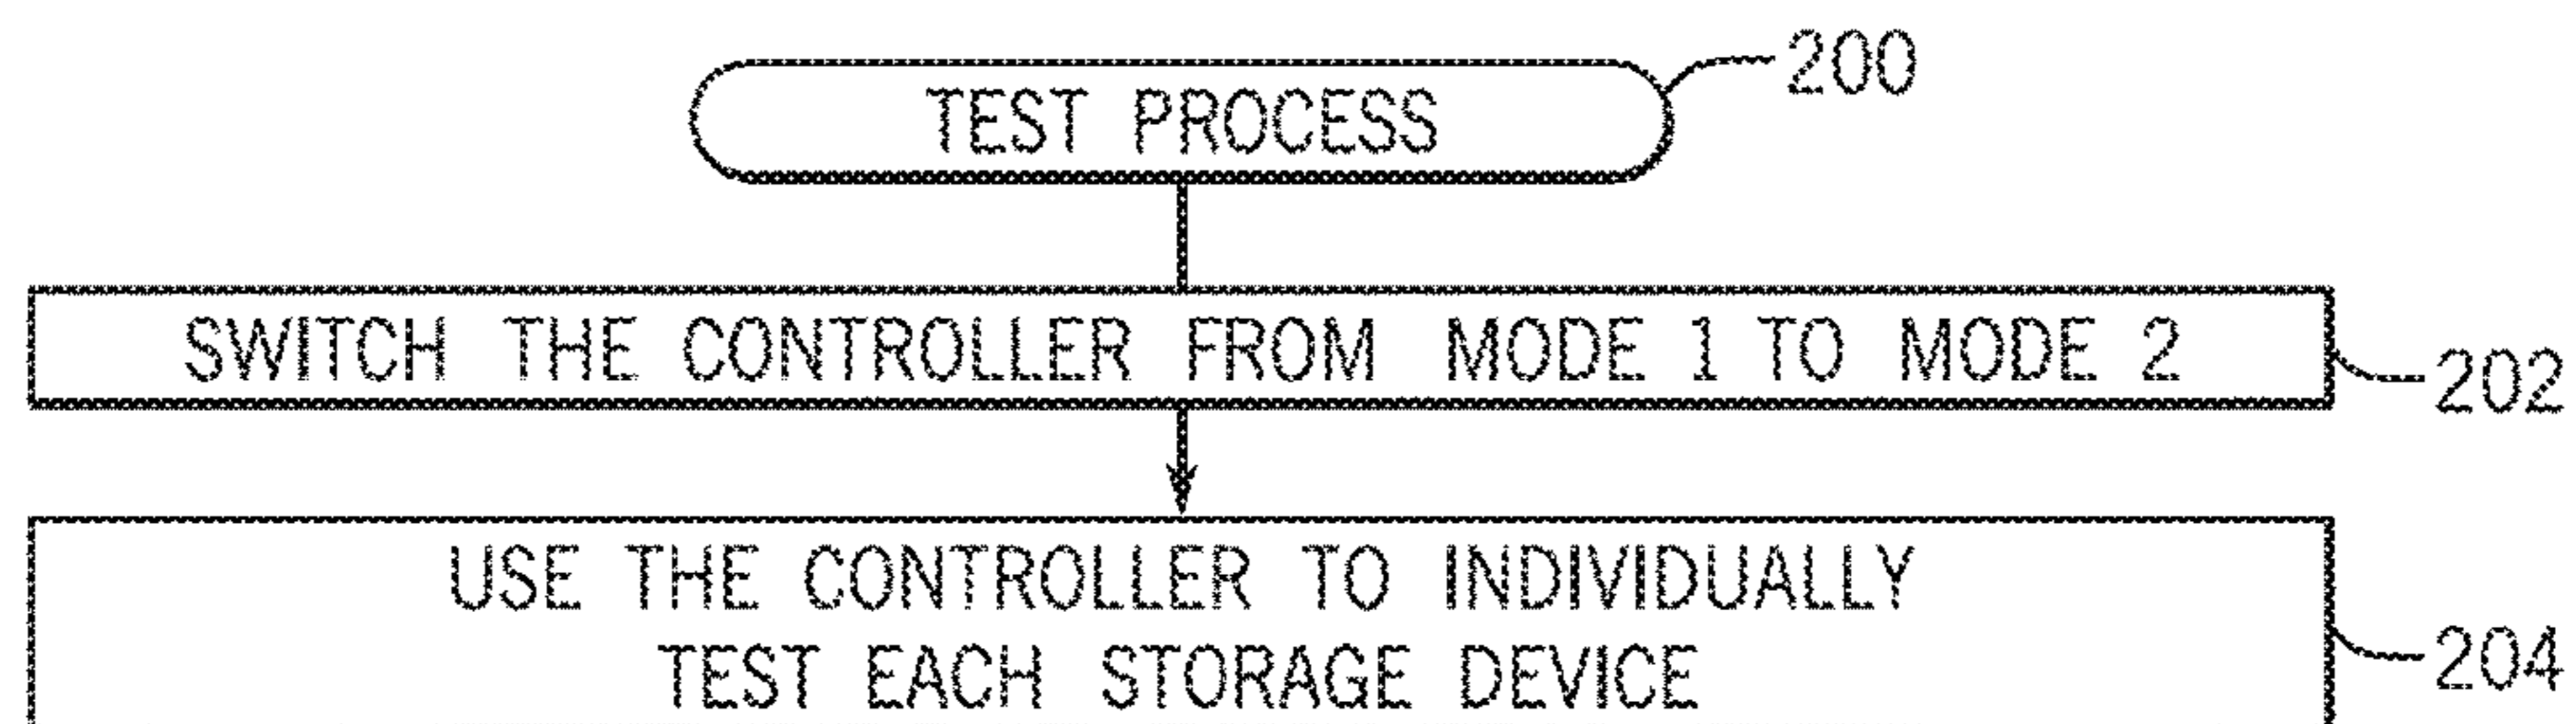 TEST PROCESS
200
SWITCH THE CONTROLLER FROM MODE 1 TO MODE 2
202
USE THE CONTROLLER TO INDIVIDUALLY
TEST EACH STORAGE DEVICE
204